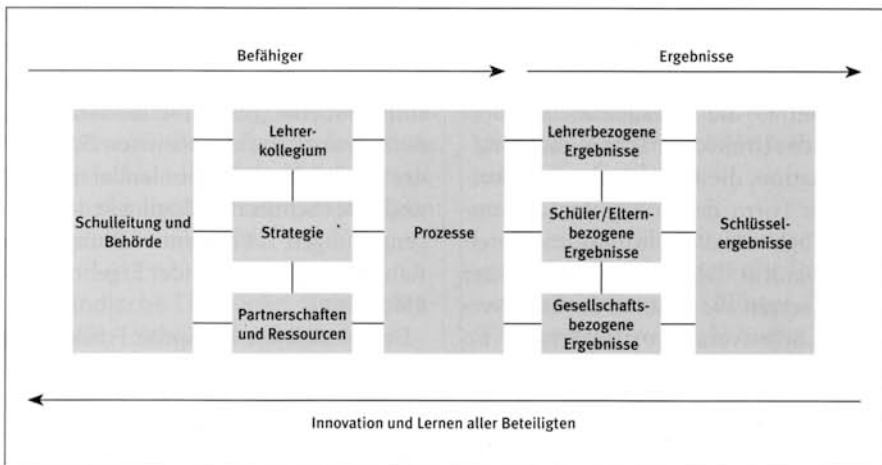 Befähiger
Ergebnisse
Schulleitung und
Behörde
Lehrer-
kollegium
Strategie
Partnerschaften
und Ressourcen
Prozesse
Lehrerbezogene
Ergebnisse
Schüler/Eltern-
bezogene
Ergebnisse
Gesellschafts-
bezogene
Ergebnisse
Schlüssel-
ergebnisse
Innovation und Lernen aller Beteiligten